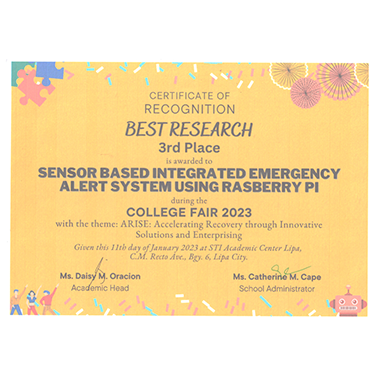 CERTIFICATE OF
RECOGNITION
BEST RESEARCH
3rd Place
is awarded to
SENSOR BASED INTEGRATED EMERGENCY
ALERT SYSTEM USING RASBERRY PI
during the
COLLEGE FAIR 2023
with the theme: ARISE: Accelerating Recovery through Innovative
Solutions and Enterprising
Given this 11th day of January 2023 at STI Academic Center Lipa,
C.M. Recto Ave., Bgy. 6, Lipa City.
Ms. Daisy M. Oracion
Academic Head
Ms. Catherine M. Cape
School Administrator